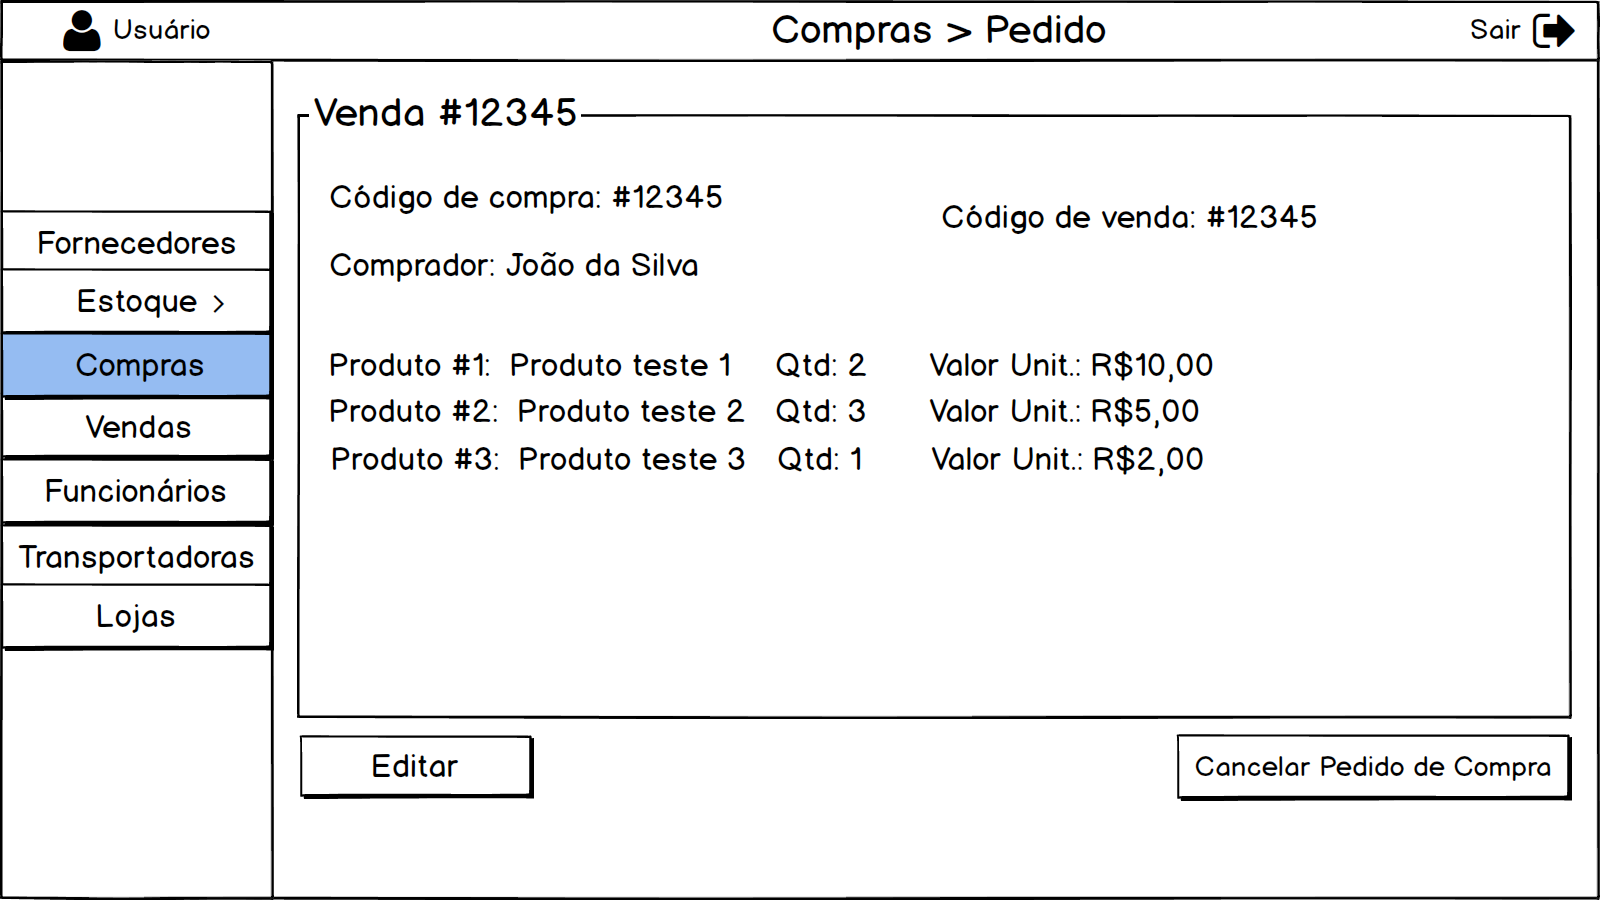 Usuário
Compras > Pedido
Sair
Fornecedores
Estoque >
Compras
Vendas
Funcionários
Transportadoras
Lojas
Venda #12345
Código de compra: #12345
Código de venda: #12345
Comprador: João da Silva
Produto #1: Produto teste 1 Qtd: 2 Valor Unit.: R$10,00
Produto #2: Produto teste 2 Qtd: 3 Valor Unit.: R$5,00
Produto #3: Produto teste 3 Qtd: 1 Valor Unit.: R$2,00
Editar
Cancelar Pedido de Compra